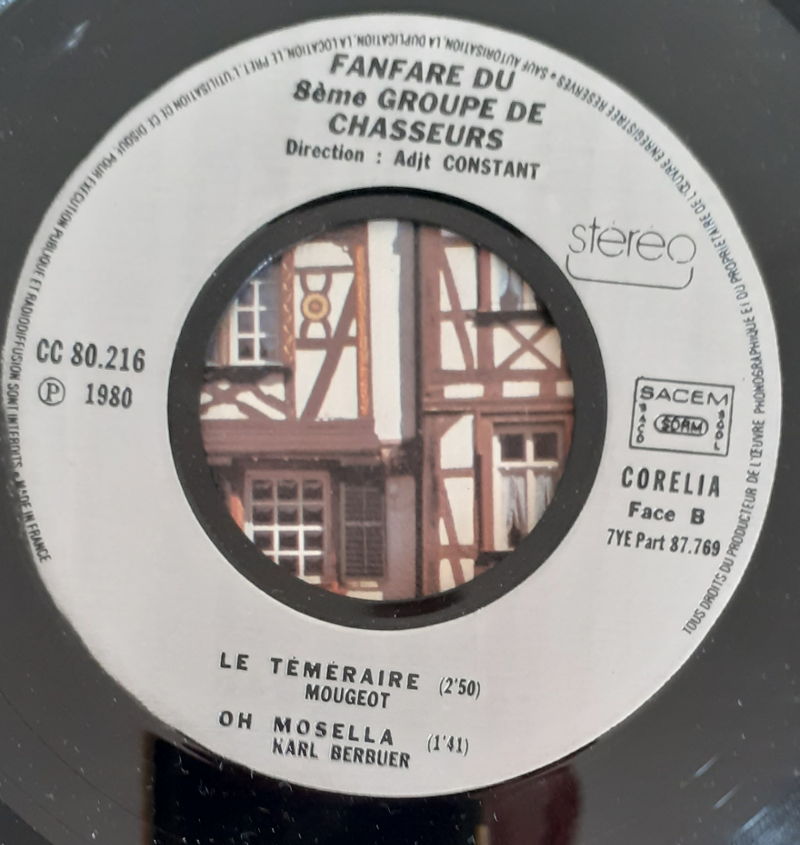 FANFARE DU
8ème GROUPE DE
CHASSEURS
Direction : Adjt CONSTANT
stéréo
CC 80.216
Ⓟ 1980
SACEM
SACD
SDRM
SGDL
CORELIA
Face B
7YE Part 87.769
LE TÉMÉRAIRE (2'50)
MOUGEOT
OH MOSELLA (1'41)
KARL BERBUER
TOUS DROITS DU PRODUCTEUR DE L'ŒUVRE PHONOGRAPHIQUE ET DU PROPRIÉTAIRE DE L'ŒUVRE ENREGISTRÉE RÉSERVÉS • SAUF AUTORISATION, LA DUPLICATION, LA LOCATION, LE PRÊT, L'UTILISATION DE CE DISQUE POUR EXÉCUTION PUBLIQUE ET RADIODIFFUSION SONT INTERDITS • MADE IN FRANCE